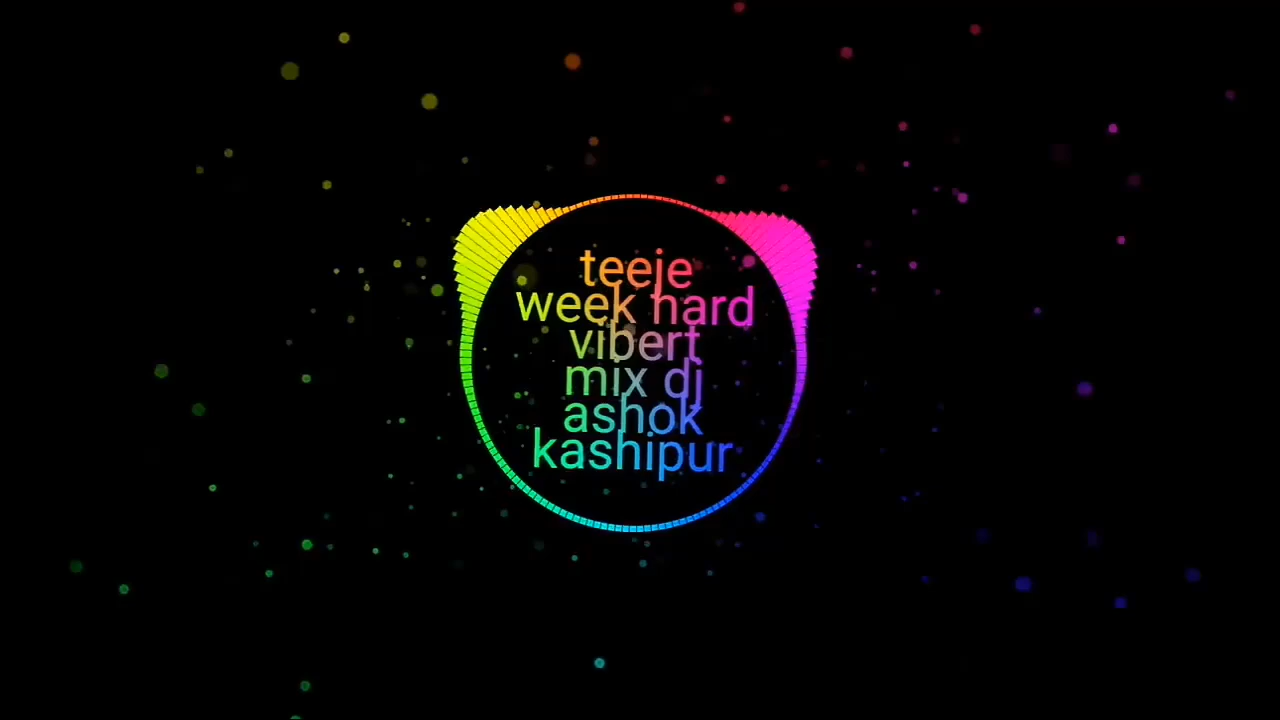 teeje
week hard
vibert
mix dj
ashok
kashipur